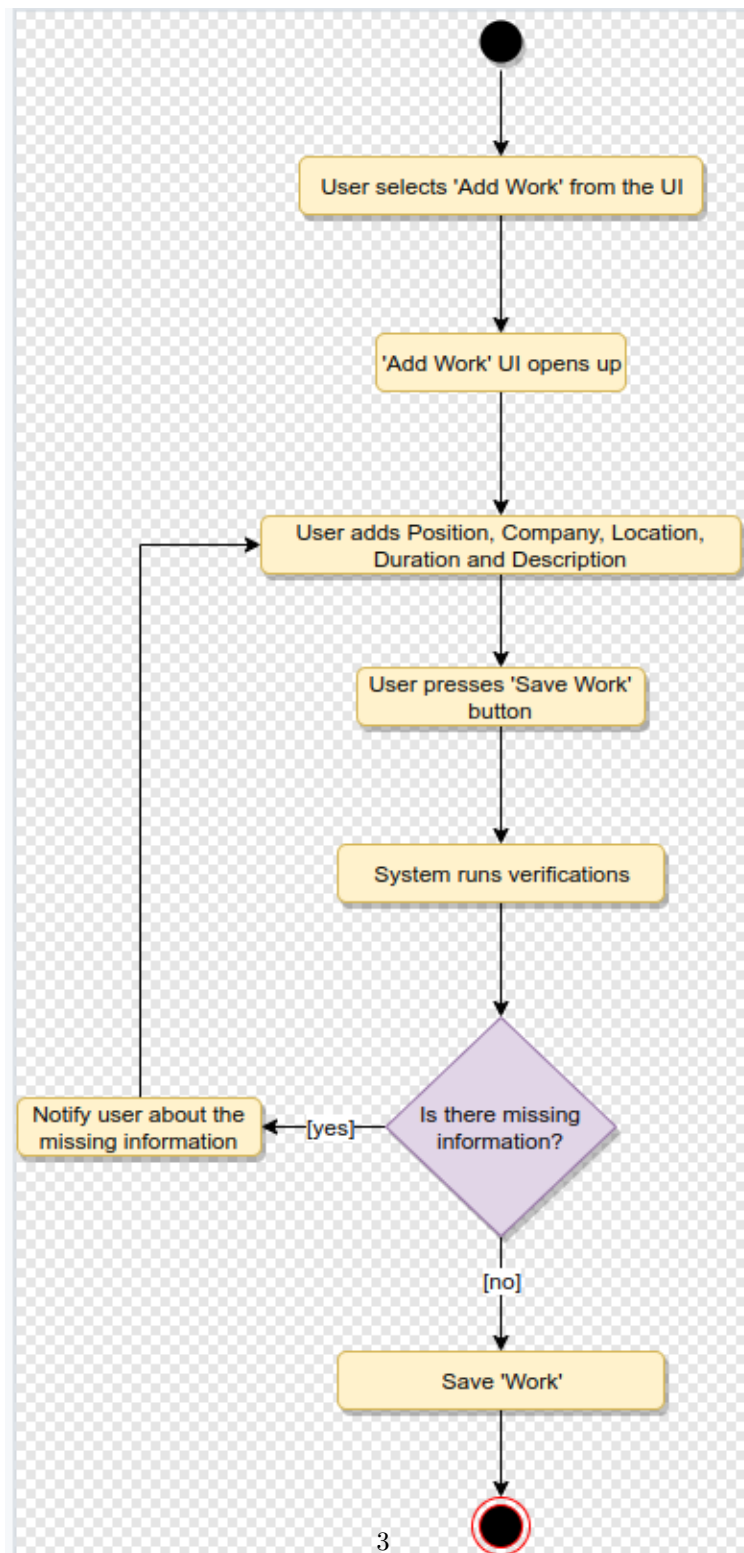 User selects 'Add Work' from the UI
'Add Work' UI opens up
User adds Position, Company, Location,
Duration and Description
User presses 'Save Work'
button
System runs verifications
Is there missing
information?
[yes]
Notify user about the
missing information
[no]
Save 'Work'
3